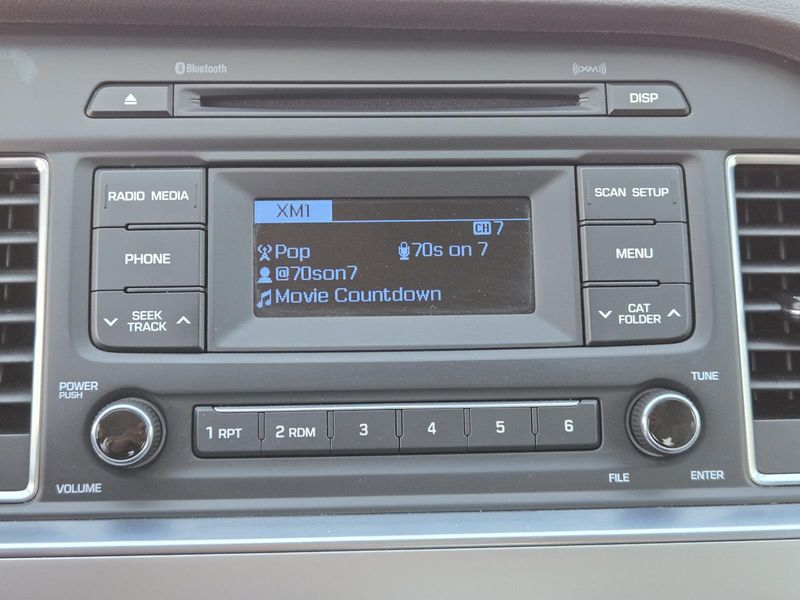 Bluetooth
((XM))
DISP
RADIO MEDIA
SCAN SETUP
XM1
CH 7
Pop 70s on 7
@70son7
Movie Countdown
PHONE
MENU
SEEK
TRACK
CAT
FOLDER
POWER
PUSH
TUNE
1 RPT 2 RDM 3 4 5 6
VOLUME
FILE
ENTER